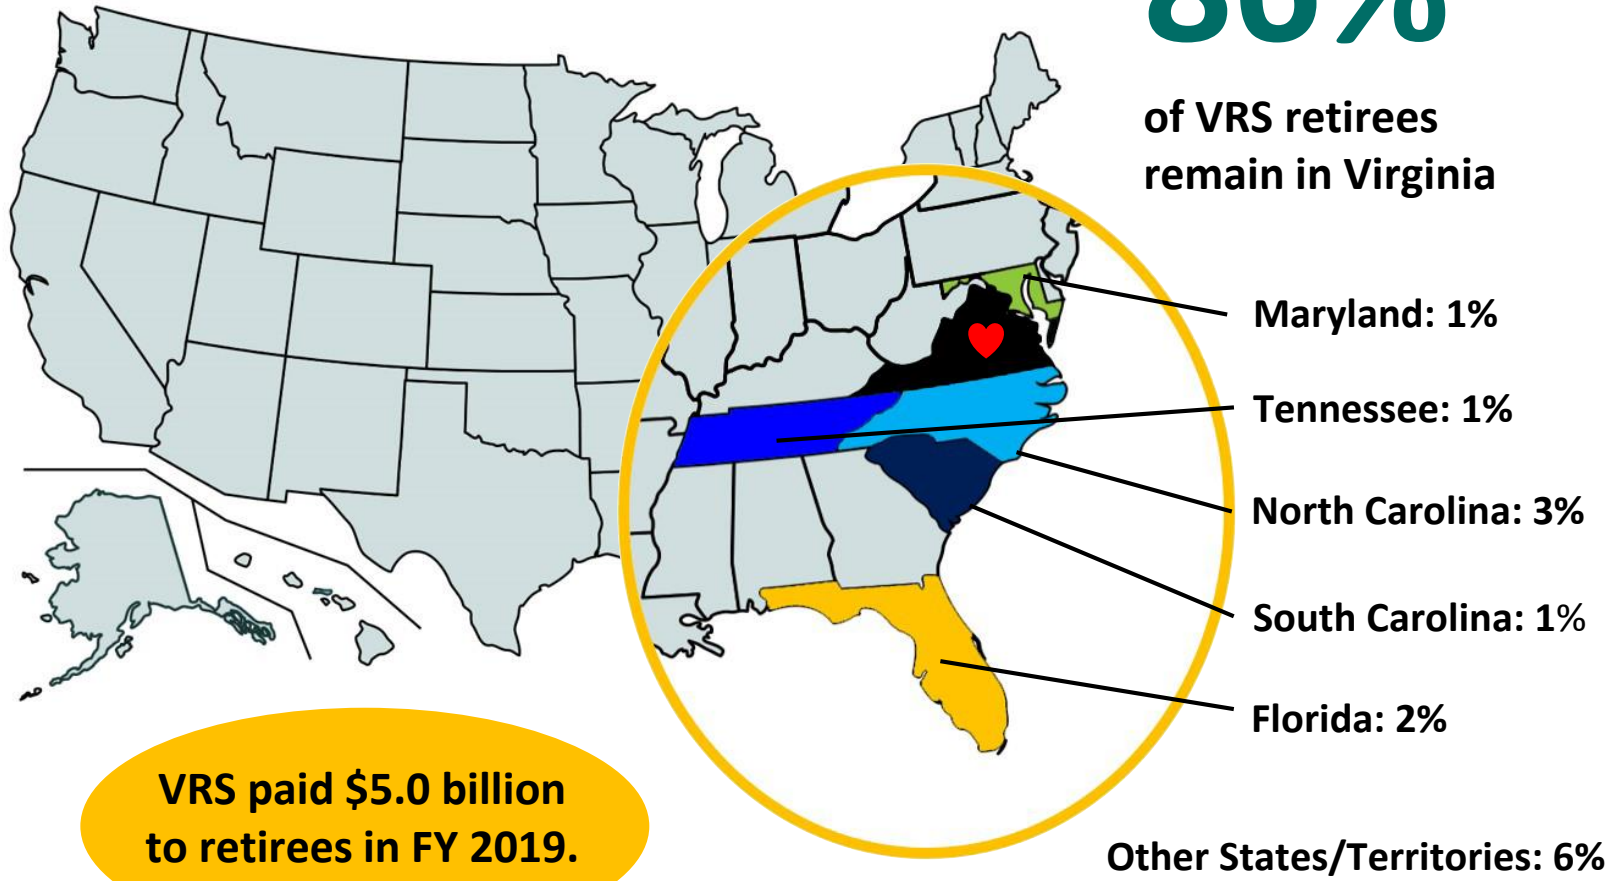 86%
of VRS retirees
remain in Virginia
Maryland: 1%
Tennessee: 1%
North Carolina: 3%
South Carolina: 1%
Florida: 2%
VRS paid $5.0 billion
to retirees in FY 2019.
Other States/Territories: 6%